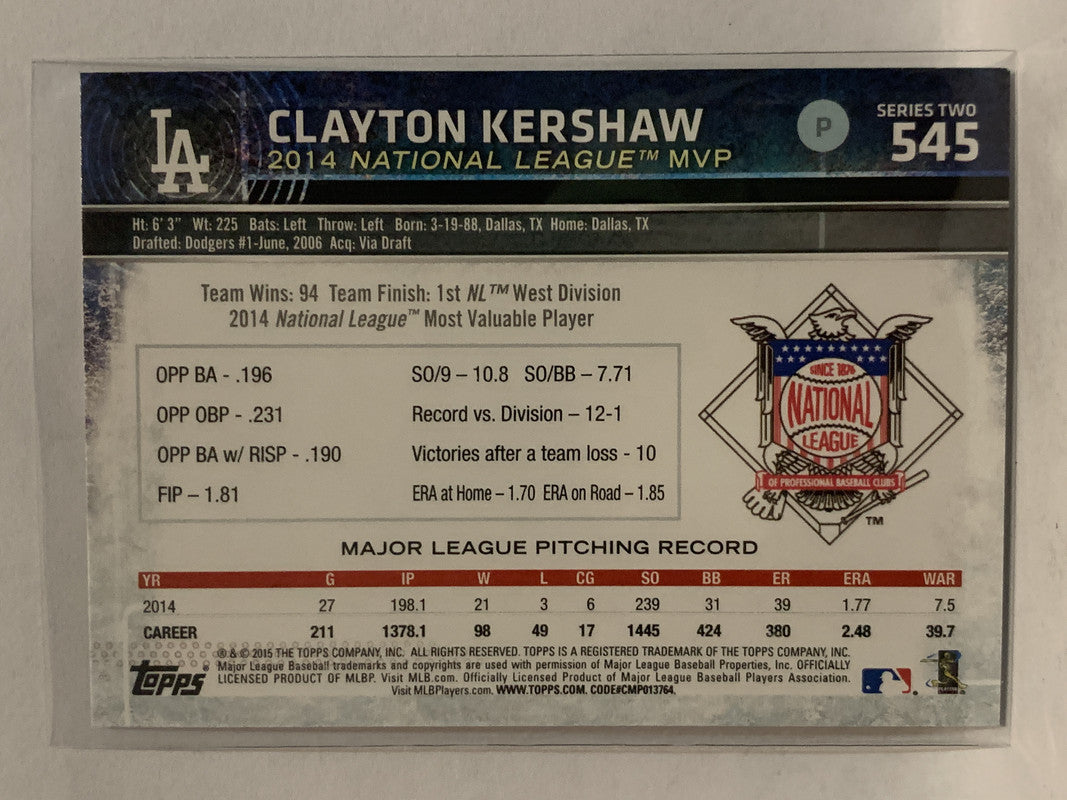 LA
CLAYTON KERSHAW
2014 NATIONAL LEAGUE™ MVP
P
SERIES TWO
545
Ht: 6' 3" Wt: 225 Bats: Left Throw: Left Born: 3-19-88, Dallas, TX Home: Dallas, TX
Drafted: Dodgers #1-June, 2006 Acq: Via Draft
Team Wins: 94 Team Finish: 1st NL™ West Division
2014 National League™ Most Valuable Player
OPP BA - .196
SO/9 – 10.8 SO/BB – 7.71
OPP OBP - .231
Record vs. Division – 12-1
OPP BA w/ RISP - .190
Victories after a team loss - 10
FIP – 1.81
ERA at Home – 1.70 ERA on Road – 1.85
SINCE 1876
NATIONAL
LEAGUE
OF PROFESSIONAL BASEBALL CLUBS
TM
MAJOR LEAGUE PITCHING RECORD
YR G IP W L CG SO BB ER ERA WAR
2014 27 198.1 21 3 6 239 31 39 1.77 7.5
CAREER 211 1378.1 98 49 17 1445 424 380 2.48 39.7
® & © 2015 THE TOPPS COMPANY, INC. ALL RIGHTS RESERVED. TOPPS IS A REGISTERED TRADEMARK OF THE TOPPS COMPANY, INC.
Major League Baseball trademarks and copyrights are used with permission of Major League Baseball Properties, Inc. OFFICIALLY
LICENSED PRODUCT OF MLBP. Visit MLB.com. Officially Licensed Product of Major League Baseball Players Association.
Visit MLBPlayers.com. WWW.TOPPS.COM. CODE#CMP013764.
topps®